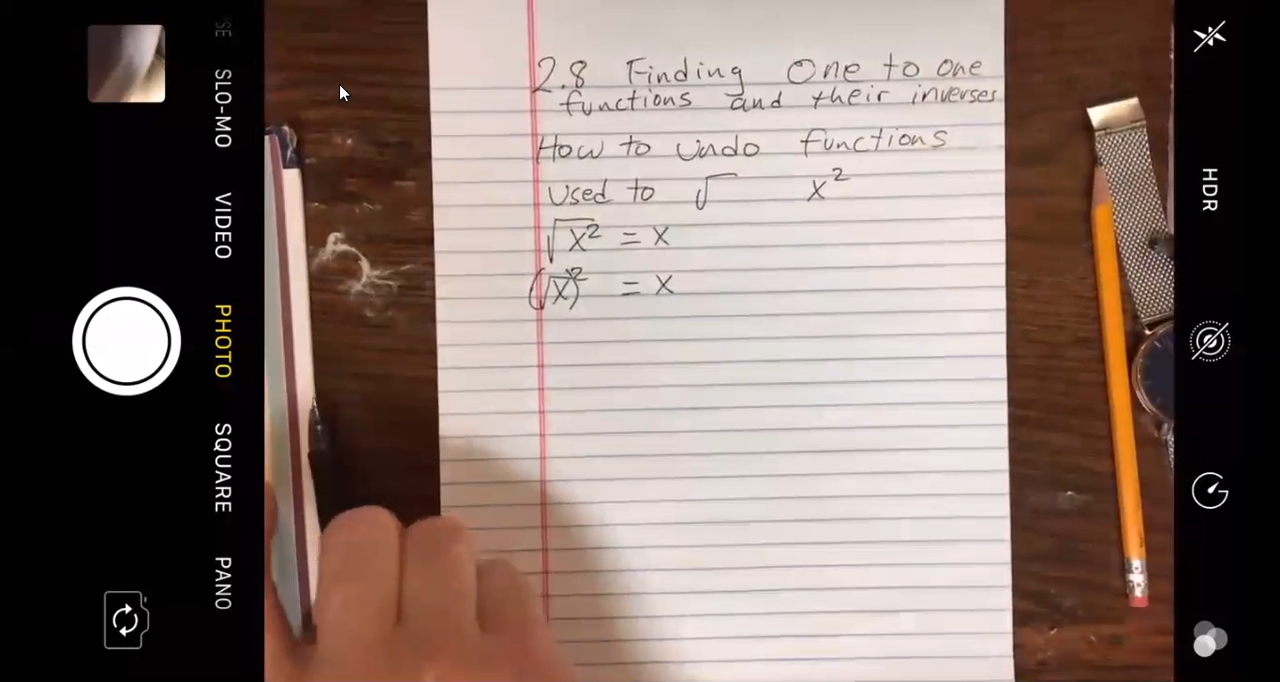 SE
SLO-MO
VIDEO
PHOTO
SQUARE
PANO
HDR
2.8 Finding One to one
functions and their inverses
How to undo functions
used to √ x²
√x² = x
(√x)² = x